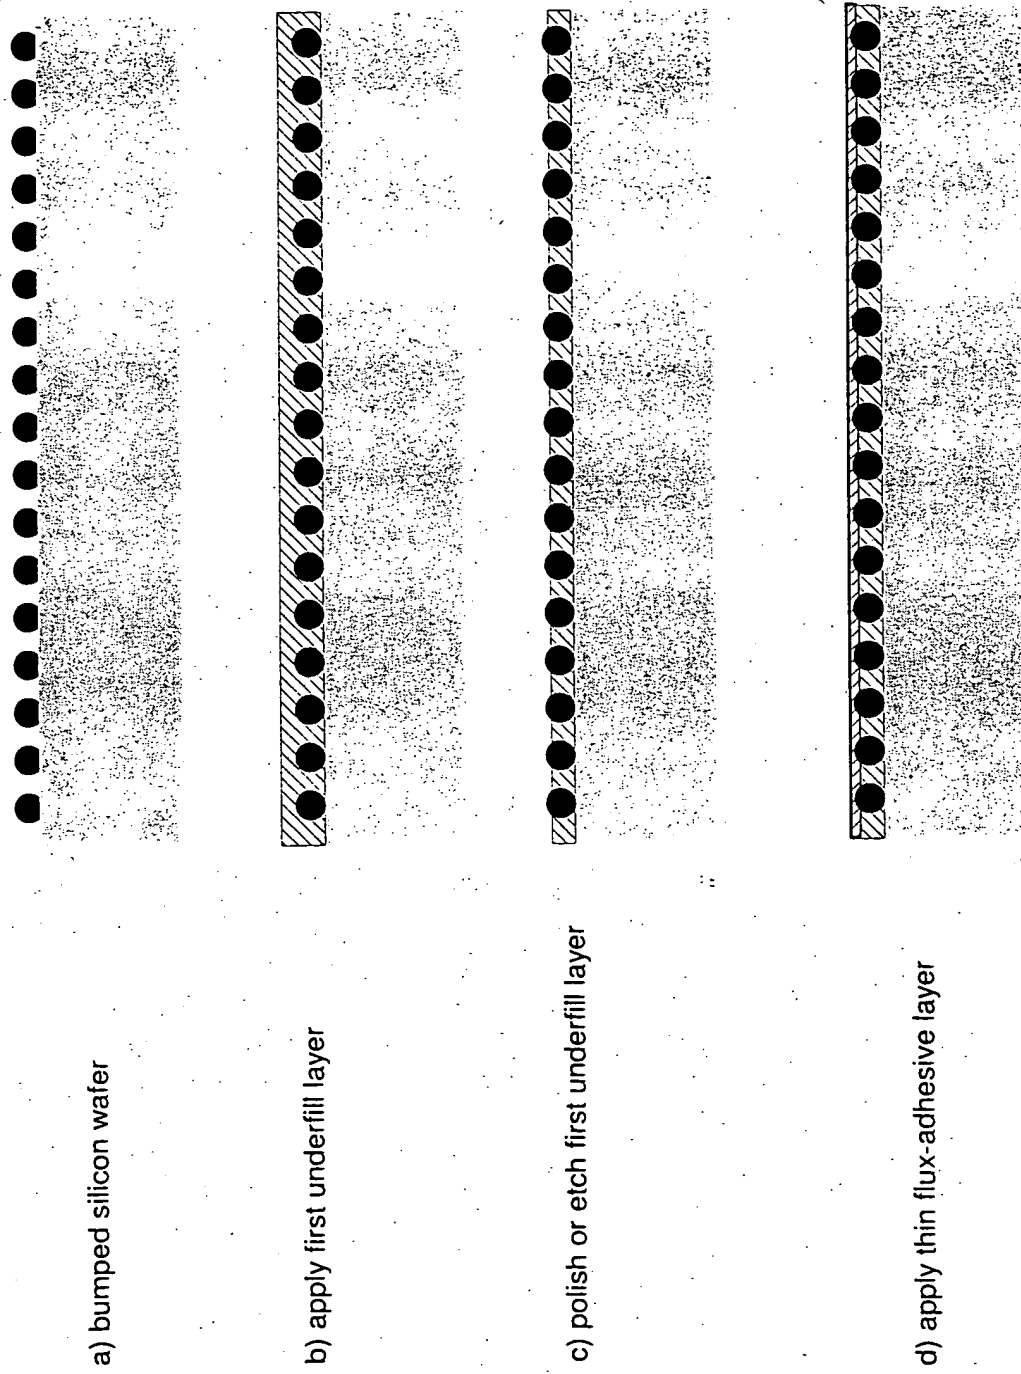 a) bumped silicon wafer
b) apply first underfill layer
c) polish or etch first underfill layer
d) apply thin flux-adhesive layer